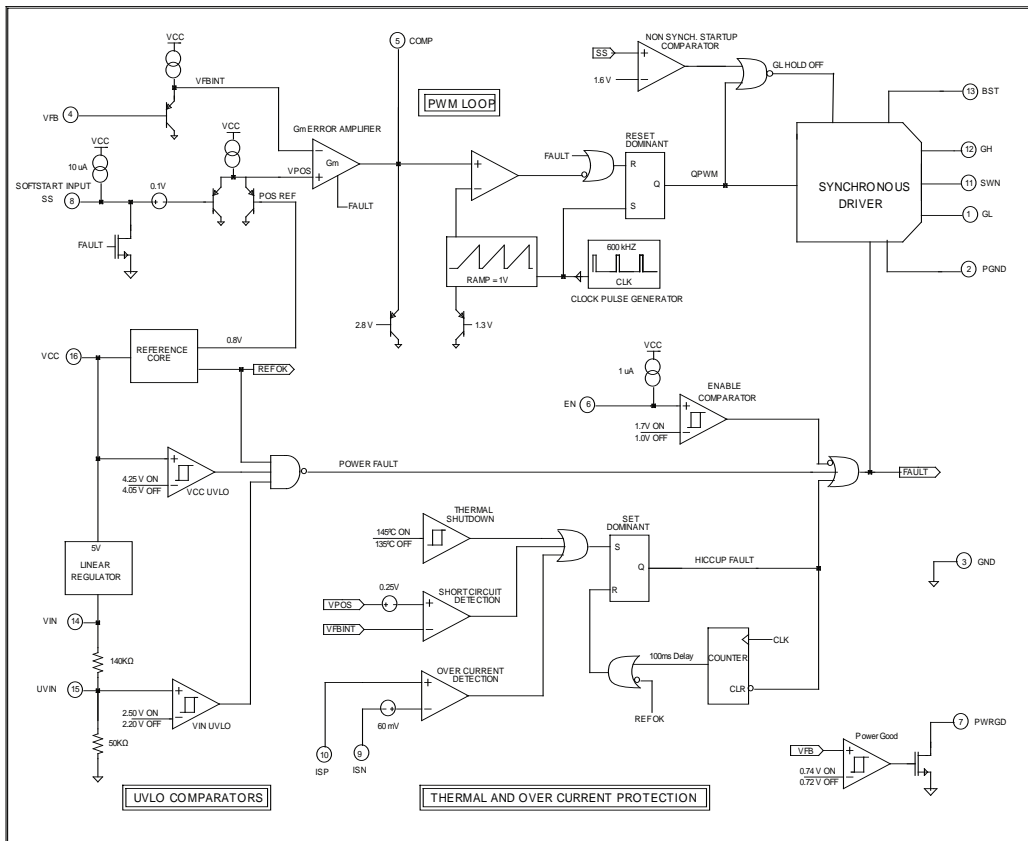 VCC
VFBINT
4
VFB
Gm ERROR AMPLIFIER
VCC
VCC
10 uA
SOFTSTART INPUT
SS
8
0.1V
VPOS
POS REF
Gm
FAULT
FAULT
5
COMP
PWM LOOP
NON SYNCH. STARTUP
COMPARATOR
SS
1.6 V
GL HOLD OFF
RESET
DOMINANT
FAULT
R
Q
S
QPWM
SYNCHRONOUS
DRIVER
13
BST
12
GH
11
SWN
1
GL
2
PGND
RAMP = 1V
600 kHZ
CLK
CLOCK PULSE GENERATOR
2.8 V
1.3 V
VCC
16
REFERENCE
CORE
0.8V
REFOK
VCC
1 uA
EN
6
ENABLE
COMPARATOR
1.7V ON
1.0V OFF
4.25 V ON
4.05 V OFF
VCC UVLO
POWER FAULT
FAULT
5V
LINEAR
REGULATOR
THERMAL
SHUTDOWN
145ºC ON
135ºC OFF
SET
DOMINANT
S
Q
R
HICCUP FAULT
3
GND
VIN
14
0.25V
VPOS
VFBINT
SHORT CIRCUIT
DETECTION
140KΩ
UVIN
15
2.50 V ON
2.20 V OFF
VIN UVLO
50KΩ
OVER CURRENT
DETECTION
60 mV
10
ISP
9
ISN
100ms Delay
REFOK
COUNTER
CLK
CLR
Power Good
VFB
0.74 V ON
0.72 V OFF
7
PWRGD
UVLO COMPARATORS
THERMAL AND OVER CURRENT PROTECTION